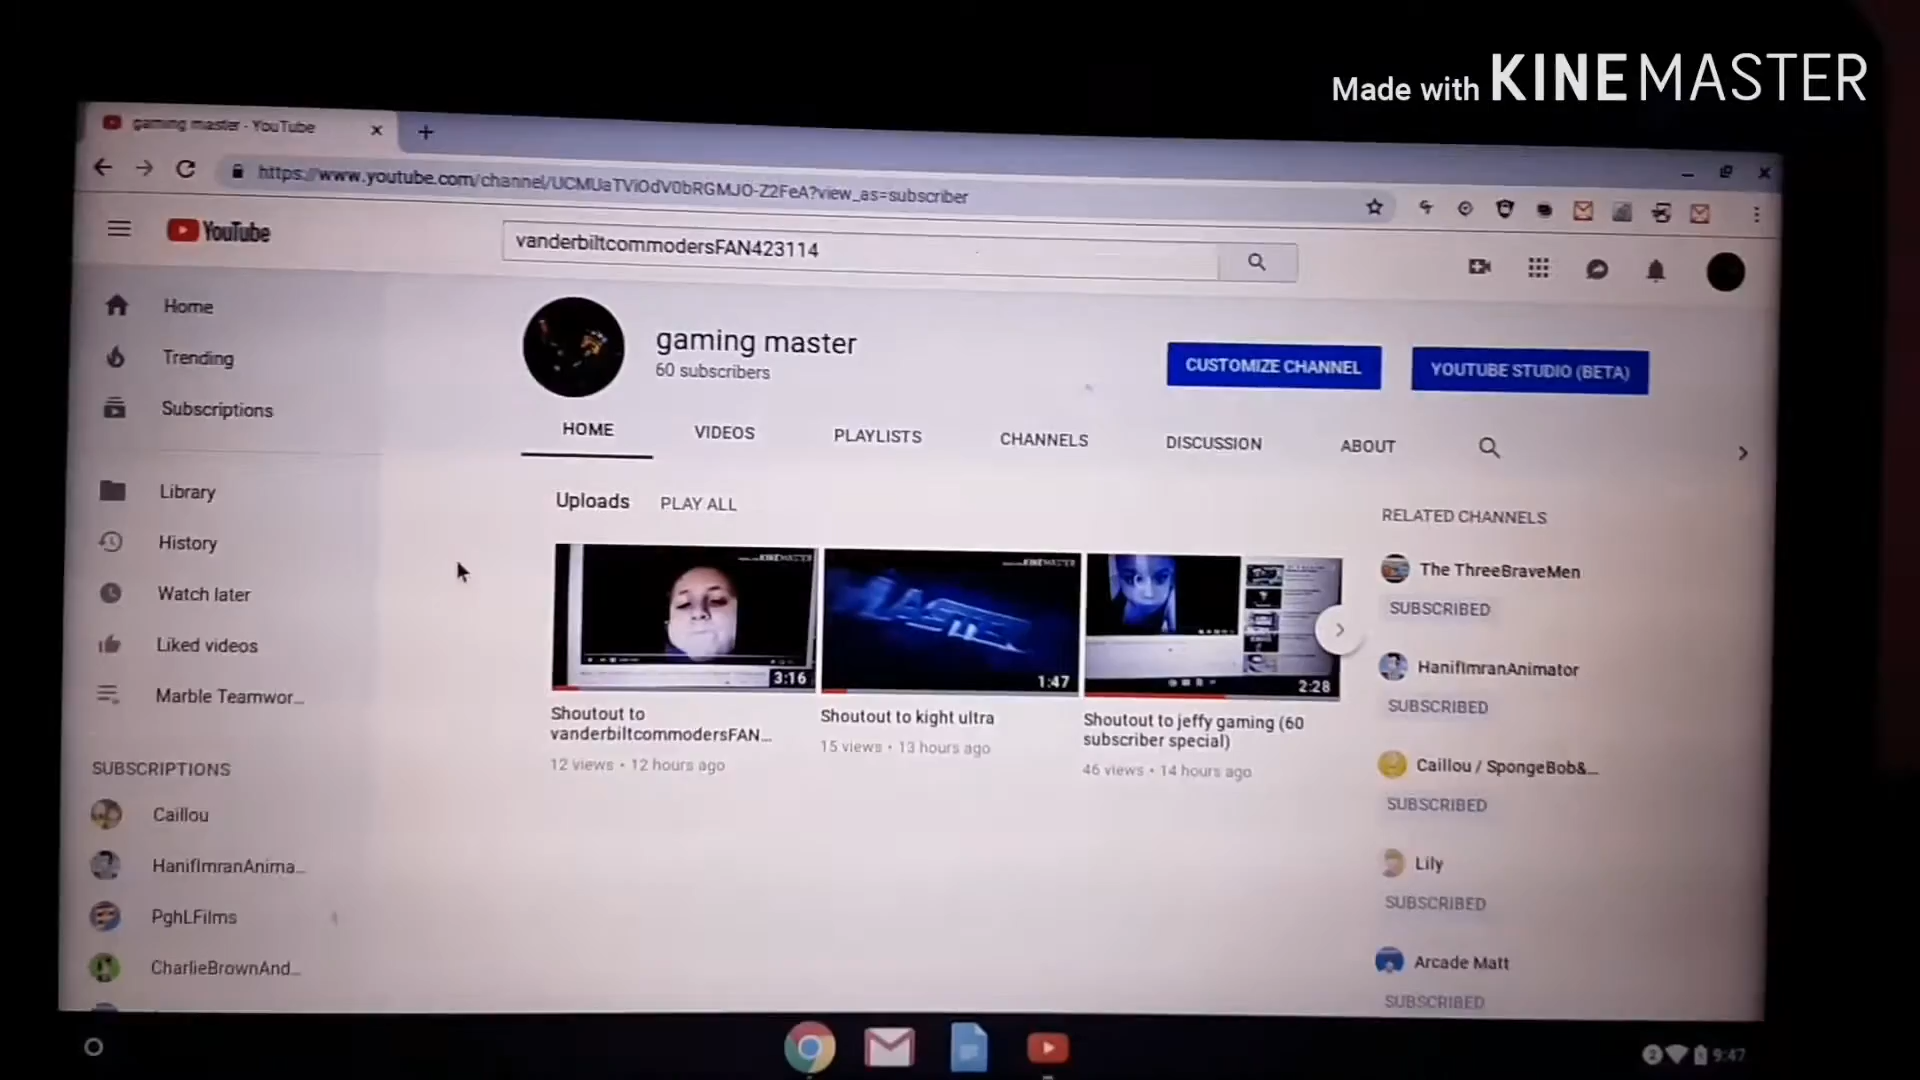 Made with KINEMASTER
gaming master - YouTube
https://www.youtube.com/channel/UCMUaTViOdV0bRGMJO-Z2FeA?view_as=subscriber
YouTube
vanderbiltcommodersFAN423114
Home
Trending
Subscriptions
Library
History
Watch later
Liked videos
Marble Teamwor...
SUBSCRIPTIONS
Caillou
HanifImranAnima...
PghLFilms
CharlieBrownAnd...
gaming master
60 subscribers
CUSTOMIZE CHANNEL
YOUTUBE STUDIO (BETA)
HOME
VIDEOS
PLAYLISTS
CHANNELS
DISCUSSION
ABOUT
Uploads
PLAY ALL
KINEMASTER
3:16
Shoutout to
vanderbiltcommodersFAN...
12 views • 12 hours ago
KINEMASTER
1:47
Shoutout to kight ultra
15 views • 13 hours ago
2:28
Shoutout to jeffy gaming (60
subscriber special)
46 views • 14 hours ago
RELATED CHANNELS
The ThreeBraveMen
SUBSCRIBED
HanifImranAnimator
SUBSCRIBED
Caillou / SpongeBob&...
SUBSCRIBED
Lily
SUBSCRIBED
Arcade Matt
SUBSCRIBED
2
9:47